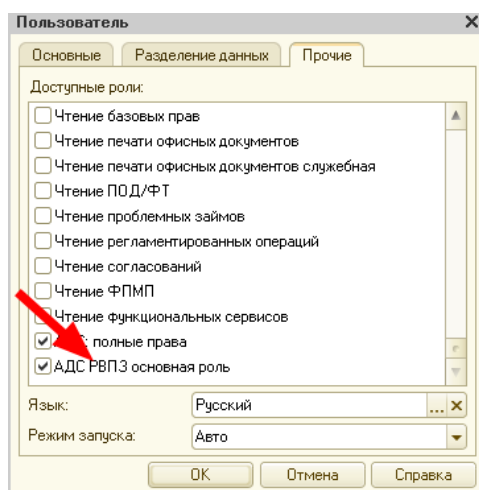 Пользователь
Основные
Разделение данных
Прочие
Доступные роли:
Чтение базовых прав
Чтение печати офисных документов
Чтение печати офисных документов служебная
Чтение ПОД/ФТ
Чтение проблемных займов
Чтение регламентированных операций
Чтение согласований
Чтение ФПМП
Чтение функциональных сервисов
полные права
АДС РВПЗ основная роль
Язык:
Русский
Режим запуска:
Авто
ОК
Отмена
Справка